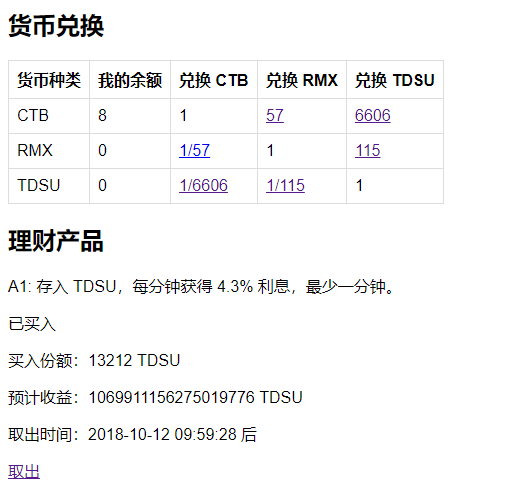 货币兑换
货币种类 我的余额 兑换 CTB 兑换 RMX 兑换 TDSU
CTB 8 1 57 6606
RMX 0 1/57 1 115
TDSU 0 1/6606 1/115 1
理财产品
A1: 存入 TDSU，每分钟获得 4.3% 利息，最少一分钟。
已买入
买入份额：13212 TDSU
预计收益：1069911156275019776 TDSU
取出时间：2018-10-12 09:59:28 后
取出